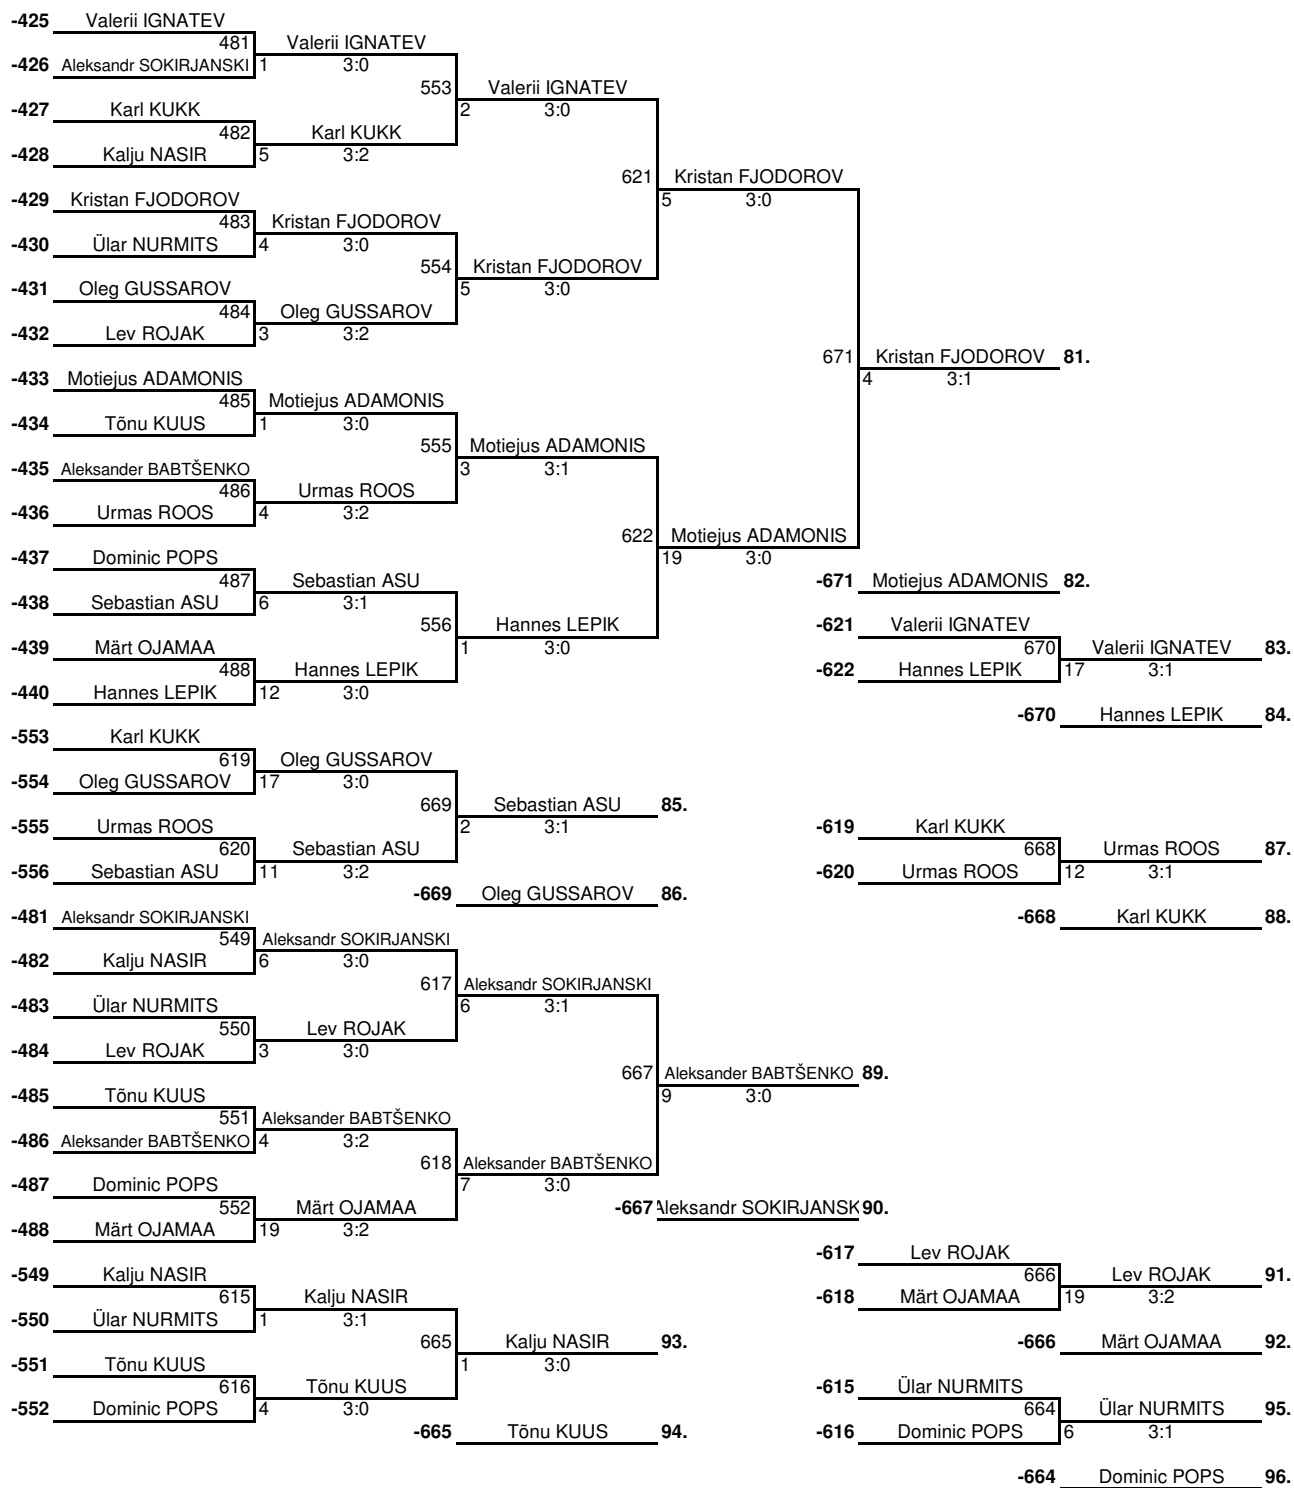 -425 Valerii IGNATEV
481 Valerii IGNATEV
-426 Aleksandr SOKIRJANSKI 1 3:0
553 Valerii IGNATEV
-427 Karl KUKK 2 3:0
482 Karl KUKK
-428 Kalju NASIR 5 3:2
621 Kristan FJODOROV
-429 Kristan FJODOROV 5 3:0
483 Kristan FJODOROV
-430 Ülar NURMITS 4 3:0
554 Kristan FJODOROV
-431 Oleg GUSSAROV 5 3:0
484 Oleg GUSSAROV
-432 Lev ROJAK 3 3:2
671 Kristan FJODOROV 81.
-433 Motiejus ADAMONIS 4 3:1
485 Motiejus ADAMONIS
-434 Tõnu KUUS 1 3:0
555 Motiejus ADAMONIS
-435 Aleksander BABTŠENKO 3 3:1
486 Urmas ROOS
-436 Urmas ROOS 4 3:2
622 Motiejus ADAMONIS
-437 Dominic POPS 19 3:0
487 Sebastian ASU -671 Motiejus ADAMONIS 82.
-438 Sebastian ASU 6 3:1
556 Hannes LEPIK -621 Valerii IGNATEV
-439 Märt OJAMAA 1 3:0 670 Valerii IGNATEV 83.
488 Hannes LEPIK -622 Hannes LEPIK 17 3:1
-440 Hannes LEPIK 12 3:0
-670 Hannes LEPIK 84.
-553 Karl KUKK
619 Oleg GUSSAROV
-554 Oleg GUSSAROV 17 3:0
669 Sebastian ASU 85.
-555 Urmas ROOS 2 3:1 -619 Karl KUKK
620 Sebastian ASU 668 Urmas ROOS 87.
-556 Sebastian ASU 11 3:2 -620 Urmas ROOS 12 3:1
-669 Oleg GUSSAROV 86.
-481 Aleksandr SOKIRJANSKI -668 Karl KUKK 88.
549 Aleksandr SOKIRJANSKI
-482 Kalju NASIR 6 3:0
617 Aleksandr SOKIRJANSKI
-483 Ülar NURMITS 6 3:1
550 Lev ROJAK
-484 Lev ROJAK 3 3:0
667 Aleksander BABTŠENKO 89.
-485 Tõnu KUUS 9 3:0
551 Aleksander BABTŠENKO
-486 Aleksander BABTŠENKO 4 3:2
618 Aleksander BABTŠENKO
-487 Dominic POPS 7 3:0
552 Märt OJAMAA -667 Aleksandr SOKIRJANSK 90.
-488 Märt OJAMAA 19 3:2
-617 Lev ROJAK
-549 Kalju NASIR 666 Lev ROJAK 91.
615 Kalju NASIR -618 Märt OJAMAA 19 3:2
-550 Ülar NURMITS 1 3:1
665 Kalju NASIR 93. -666 Märt OJAMAA 92.
-551 Tõnu KUUS 1 3:0
616 Tõnu KUUS -615 Ülar NURMITS
-552 Dominic POPS 4 3:0 664 Ülar NURMITS 95.
-665 Tõnu KUUS 94. -616 Dominic POPS 6 3:1
-664 Dominic POPS 96.